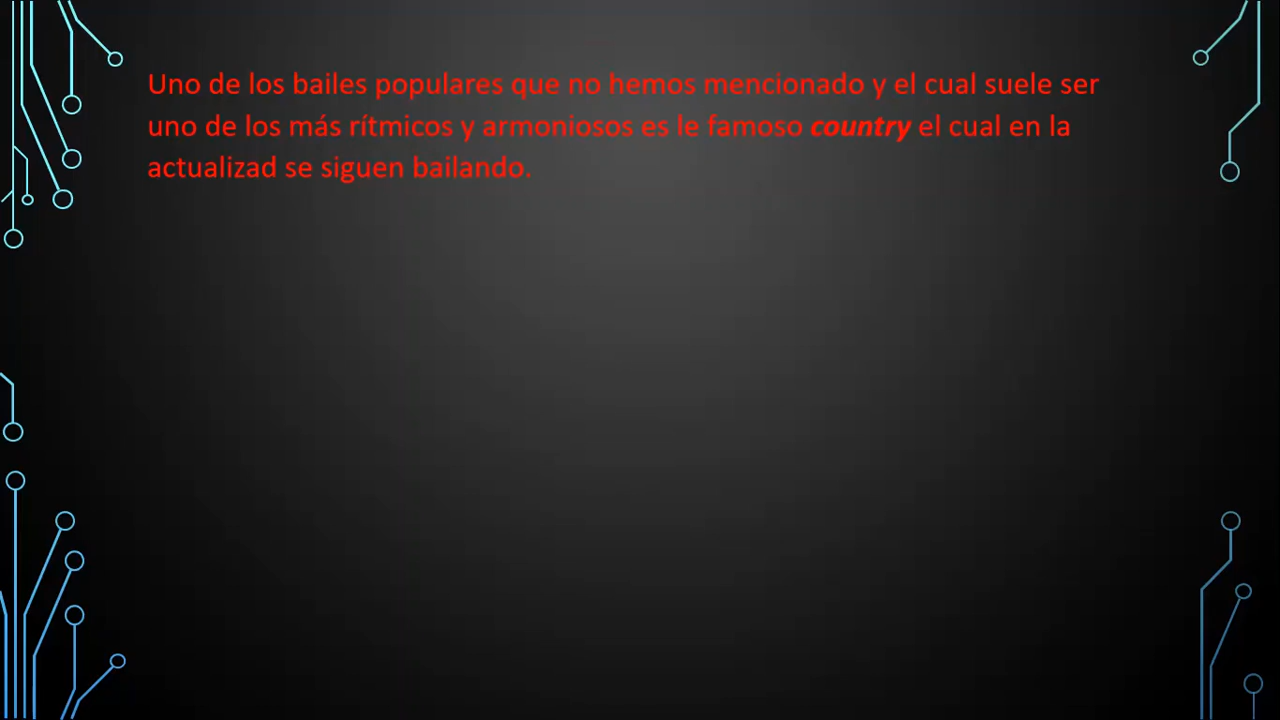 Uno de los bailes populares que no hemos mencionado y el cual suele ser
uno de los más rítmicos y armoniosos es le famoso country el cual en la
actualizad se siguen bailando.